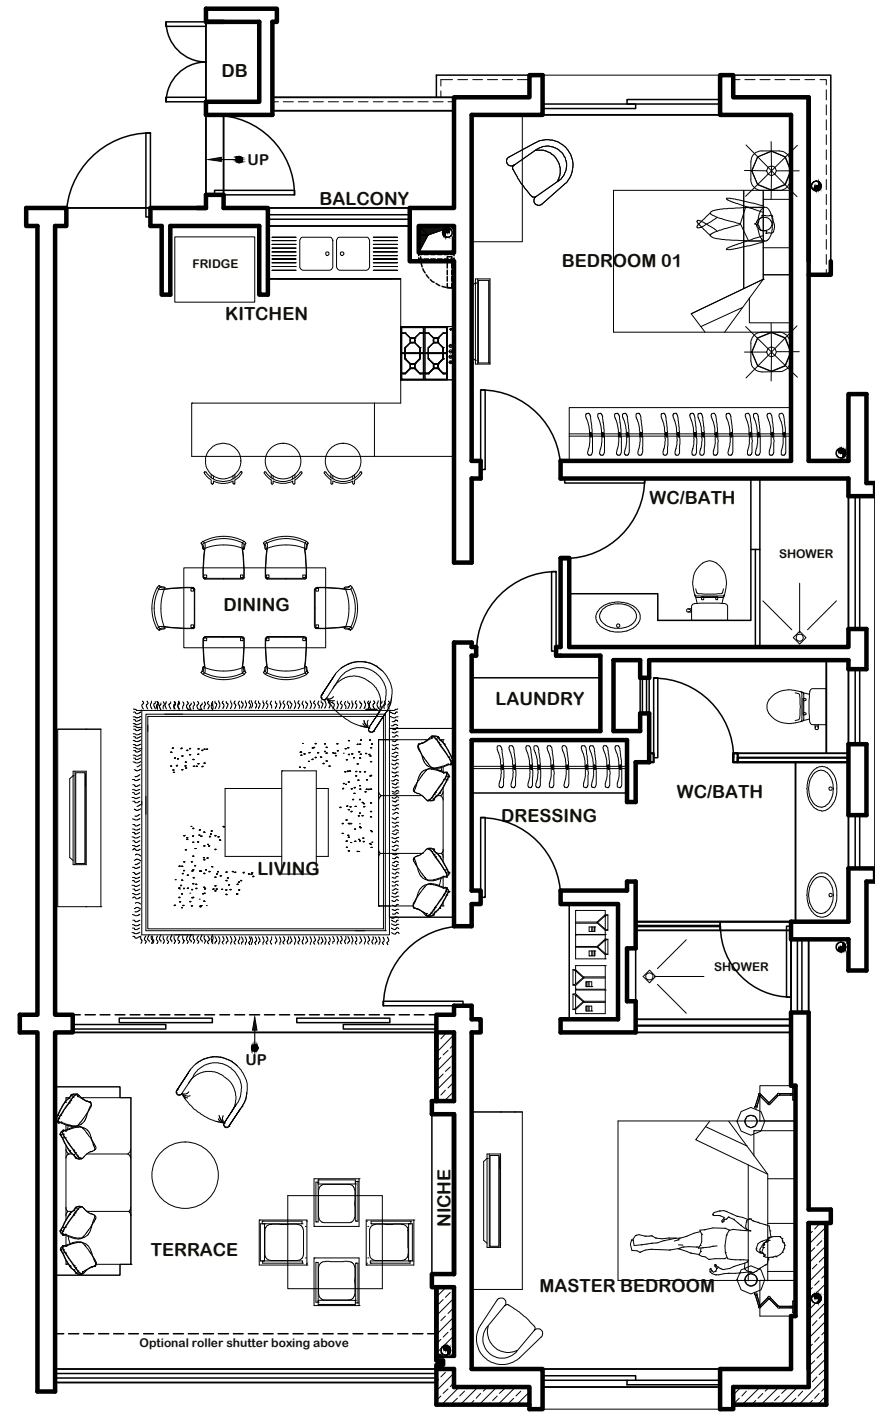 DB
UP
BALCONY
FRIDGE
BEDROOM 01
KITCHEN
WC/BATH
SHOWER
DINING
LAUNDRY
WC/BATH
DRESSING
LIVING
SHOWER
UP
NICHE
TERRACE
MASTER BEDROOM
Optional roller shutter boxing above